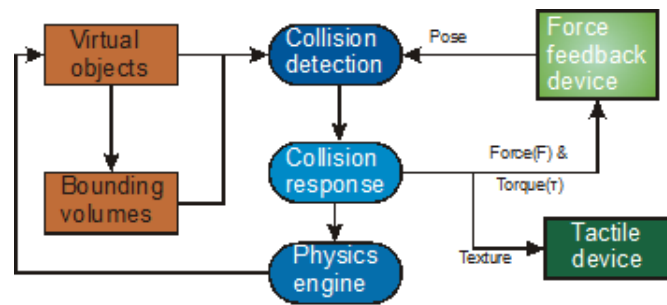 Virtual
objects
Collision
detection
Pose
Force
feedback
device
Bounding
volumes
Collision
response
Force(F) &
Torque(τ)
Physics
engine
Texture
Tactile
device